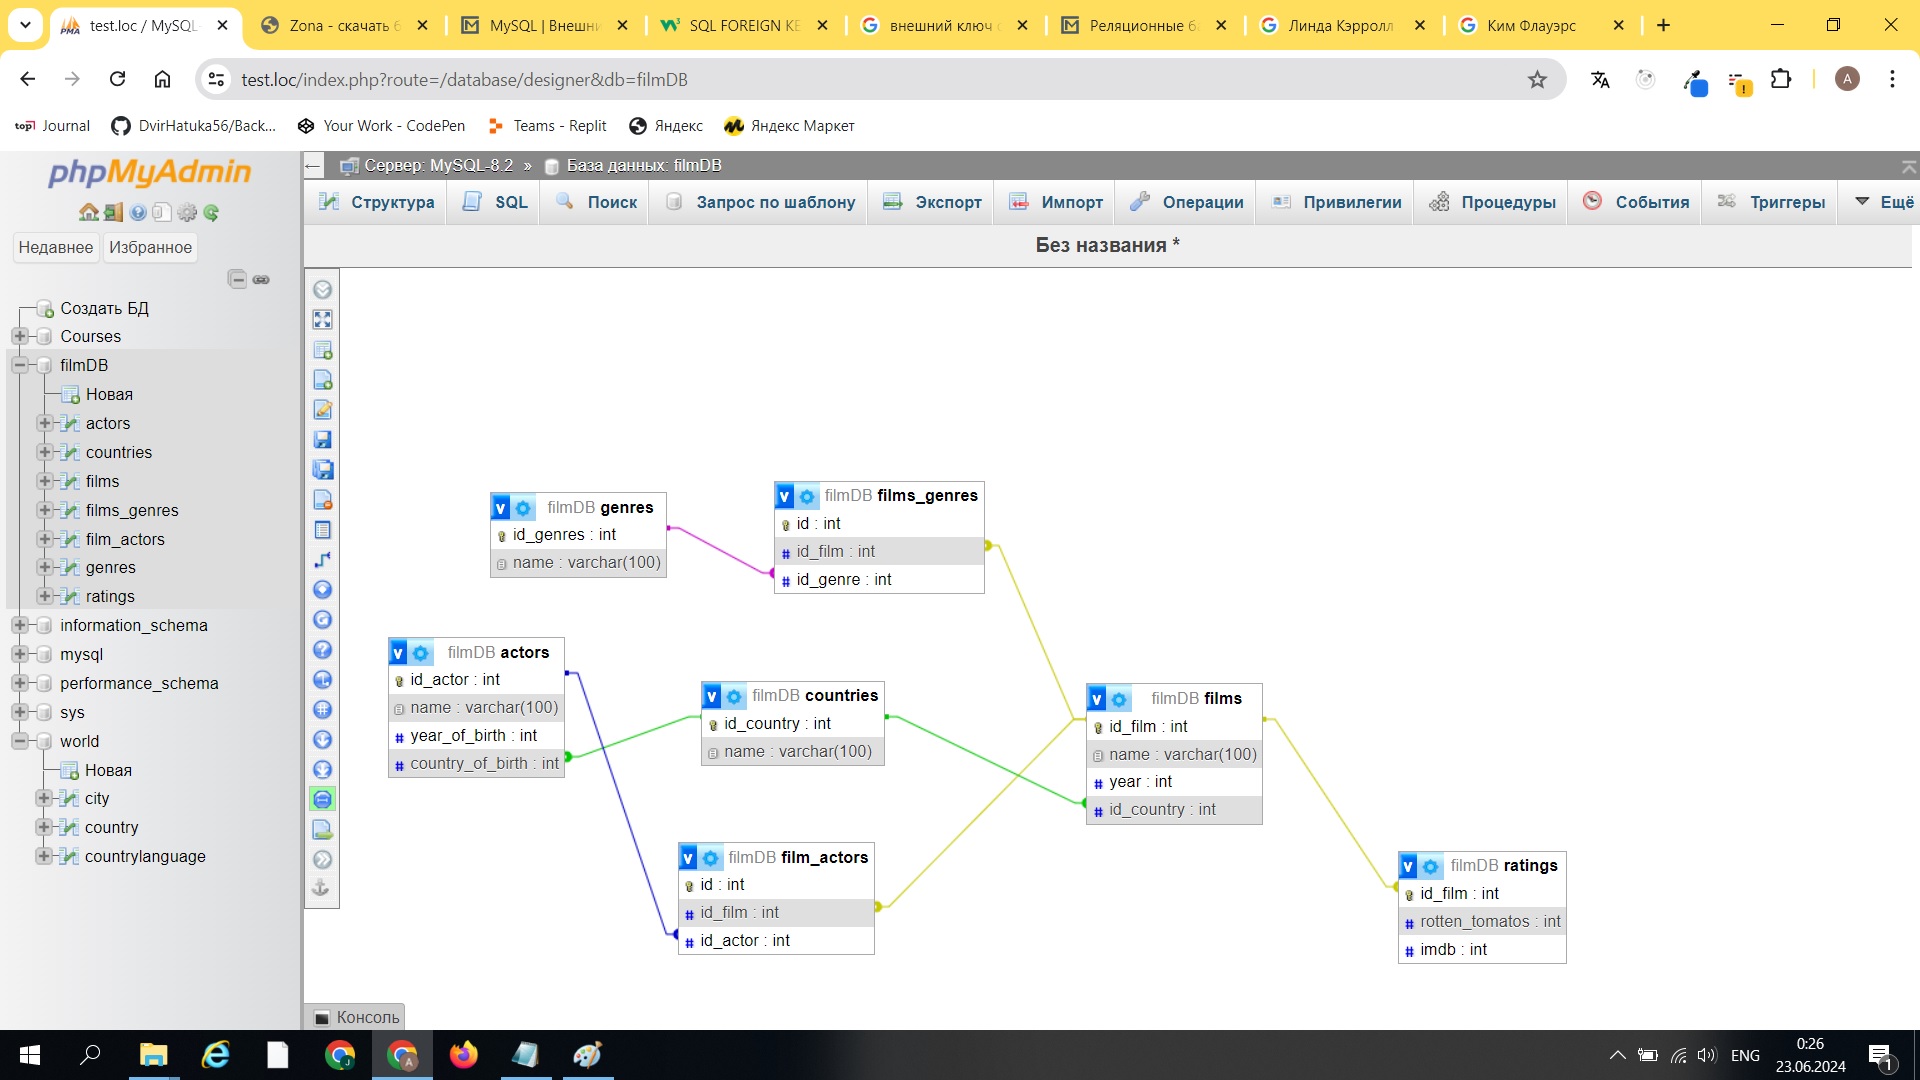 test.loc / MySQL-
Zona - скачать б
MySQL | Внешни
SQL FOREIGN KE
внешний ключ с
Реляционные ба
Линда Кэрролл
Ким Флауэрс
test.loc/index.php?route=/database/designer&db=filmDB
A
top1 Journal
DvirHatuka56/Back...
Your Work - CodePen
Teams - Replit
Яндекс
Яндекс Маркет
phpMyAdmin
Недавнее
Избранное
Создать БД
Courses
filmDB
Новая
actors
countries
films
films_genres
film_actors
genres
ratings
information_schema
mysql
performance_schema
sys
world
Новая
city
country
countrylanguage
Сервер: MySQL-8.2 » База данных: filmDB
Структура
SQL
Поиск
Запрос по шаблону
Экспорт
Импорт
Операции
Привилегии
Процедуры
События
Триггеры
Ещё
Без названия *
v filmDB genres
id_genres : int
name : varchar(100)
v filmDB films_genres
id : int
# id_film : int
# id_genre : int
v filmDB actors
id_actor : int
name : varchar(100)
# year_of_birth : int
# country_of_birth : int
v filmDB countries
id_country : int
name : varchar(100)
v filmDB films
id_film : int
name : varchar(100)
# year : int
# id_country : int
v filmDB film_actors
id : int
# id_film : int
# id_actor : int
v filmDB ratings
id_film : int
# rotten_tomatos : int
# imdb : int
Консоль
ENG
0:26
23.06.2024
1